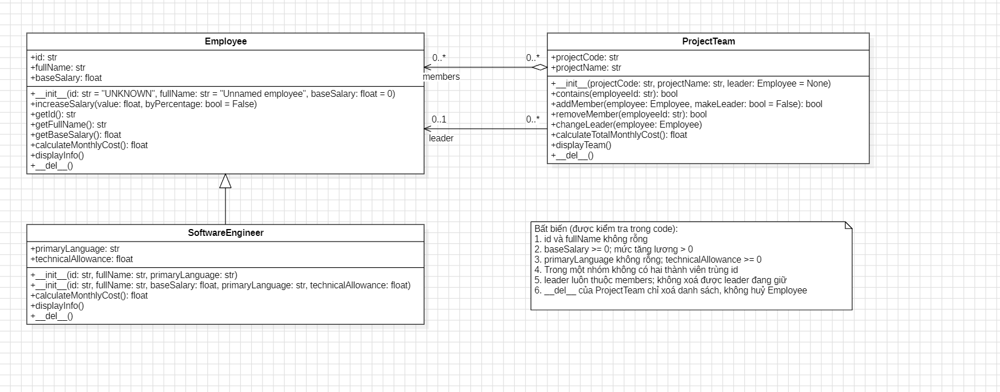 Employee
+id: str
+fullName: str
+baseSalary: float
+__init__(id: str = "UNKNOWN", fullName: str = "Unnamed employee", baseSalary: float = 0)
+increaseSalary(value: float, byPercentage: bool = False)
+getId(): str
+getFullName(): str
+getBaseSalary(): float
+calculateMonthlyCost(): float
+displayInfo()
+__del__()
0..*
0..*
members
0..1
0..*
leader
ProjectTeam
+projectCode: str
+projectName: str
+__init__(projectCode: str, projectName: str, leader: Employee = None)
+contains(employeeId: str): bool
+addMember(employee: Employee, makeLeader: bool = False): bool
+removeMember(employeeId: str): bool
+changeLeader(employee: Employee)
+calculateTotalMonthlyCost(): float
+displayTeam()
+__del__()
SoftwareEngineer
+primaryLanguage: str
+technicalAllowance: float
+__init__(id: str, fullName: str, primaryLanguage: str)
+__init__(id: str, fullName: str, baseSalary: float, primaryLanguage: str, technicalAllowance: float)
+calculateMonthlyCost(): float
+displayInfo()
+__del__()
Bất biến (được kiểm tra trong code):
1. id và fullName không rỗng
2. baseSalary >= 0; mức tăng lương > 0
3. primaryLanguage không rỗng; technicalAllowance >= 0
4. Trong một nhóm không có hai thành viên trùng id
5. leader luôn thuộc members; không xoá được leader đang giữ
6. __del__ của ProjectTeam chỉ xoá danh sách, không huỷ Employee